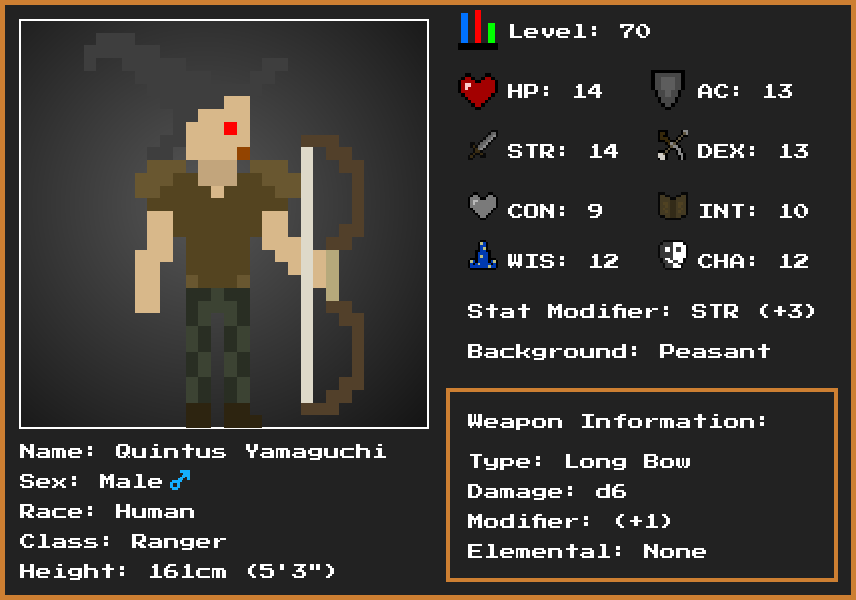 Level: 70
HP: 14
AC: 13
STR: 14
DEX: 13
CON: 9
INT: 10
WIS: 12
CHA: 12
Stat Modifier: STR (+3)
Background: Peasant
Weapon Information:
Type: Long Bow
Damage: d6
Modifier: (+1)
Elemental: None
Name: Quintus Yamaguchi
Sex: Male♂
Race: Human
Class: Ranger
Height: 161cm (5'3")